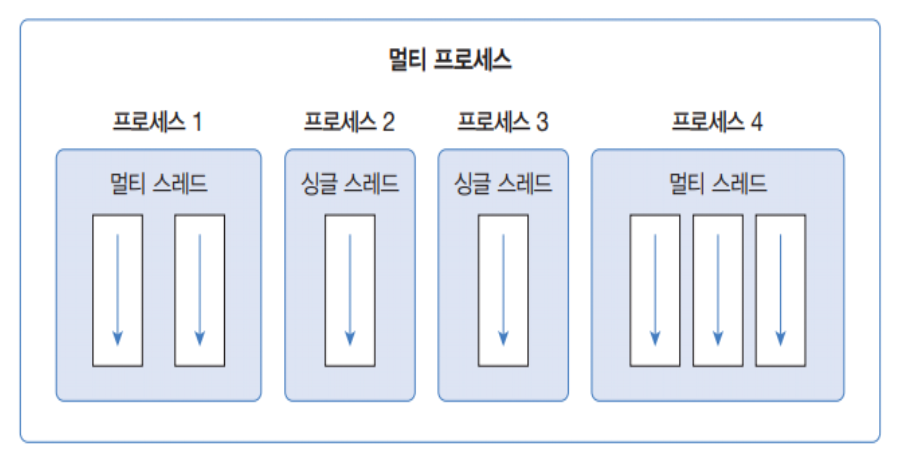 멀티 프로세스
프로세스 1 프로세스 2 프로세스 3 프로세스 4
멀티 스레드 싱글 스레드 싱글 스레드 멀티 스레드